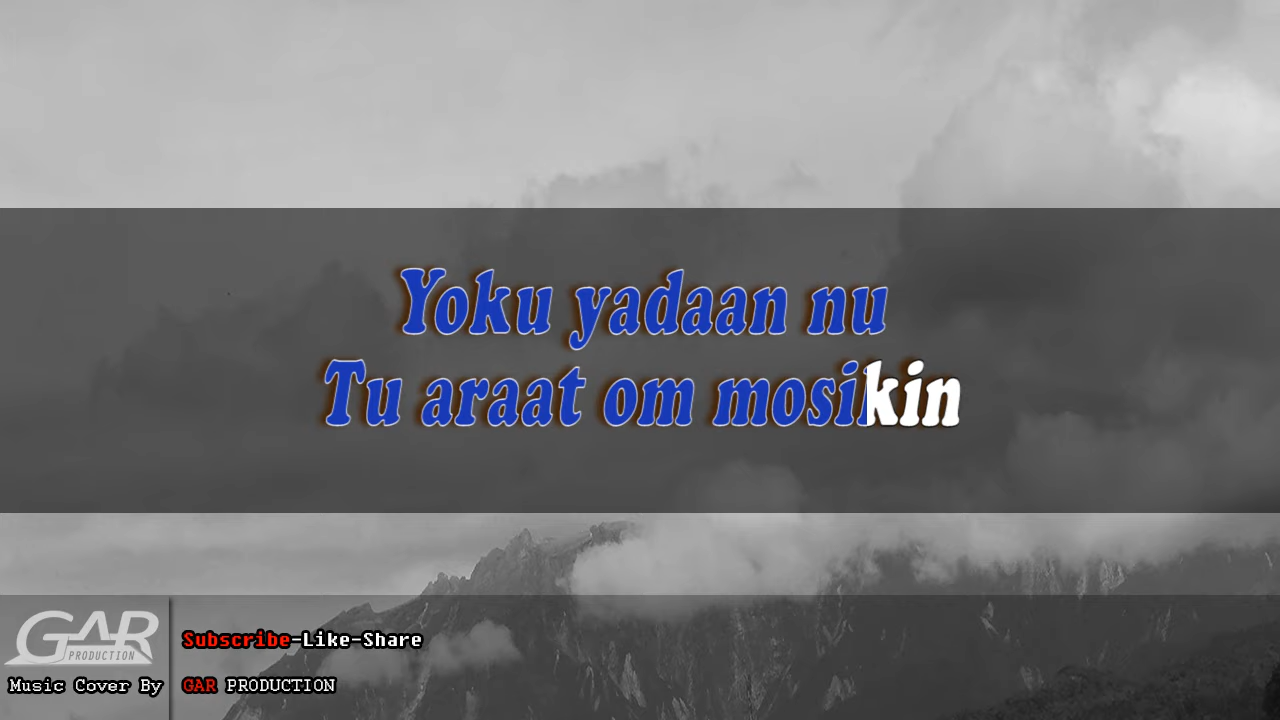 Yoku yadaan nu
Tu araat om mosikin
GAR
PRODUCTION
Subscribe-Like-Share
Music Cover By GAR PRODUCTION